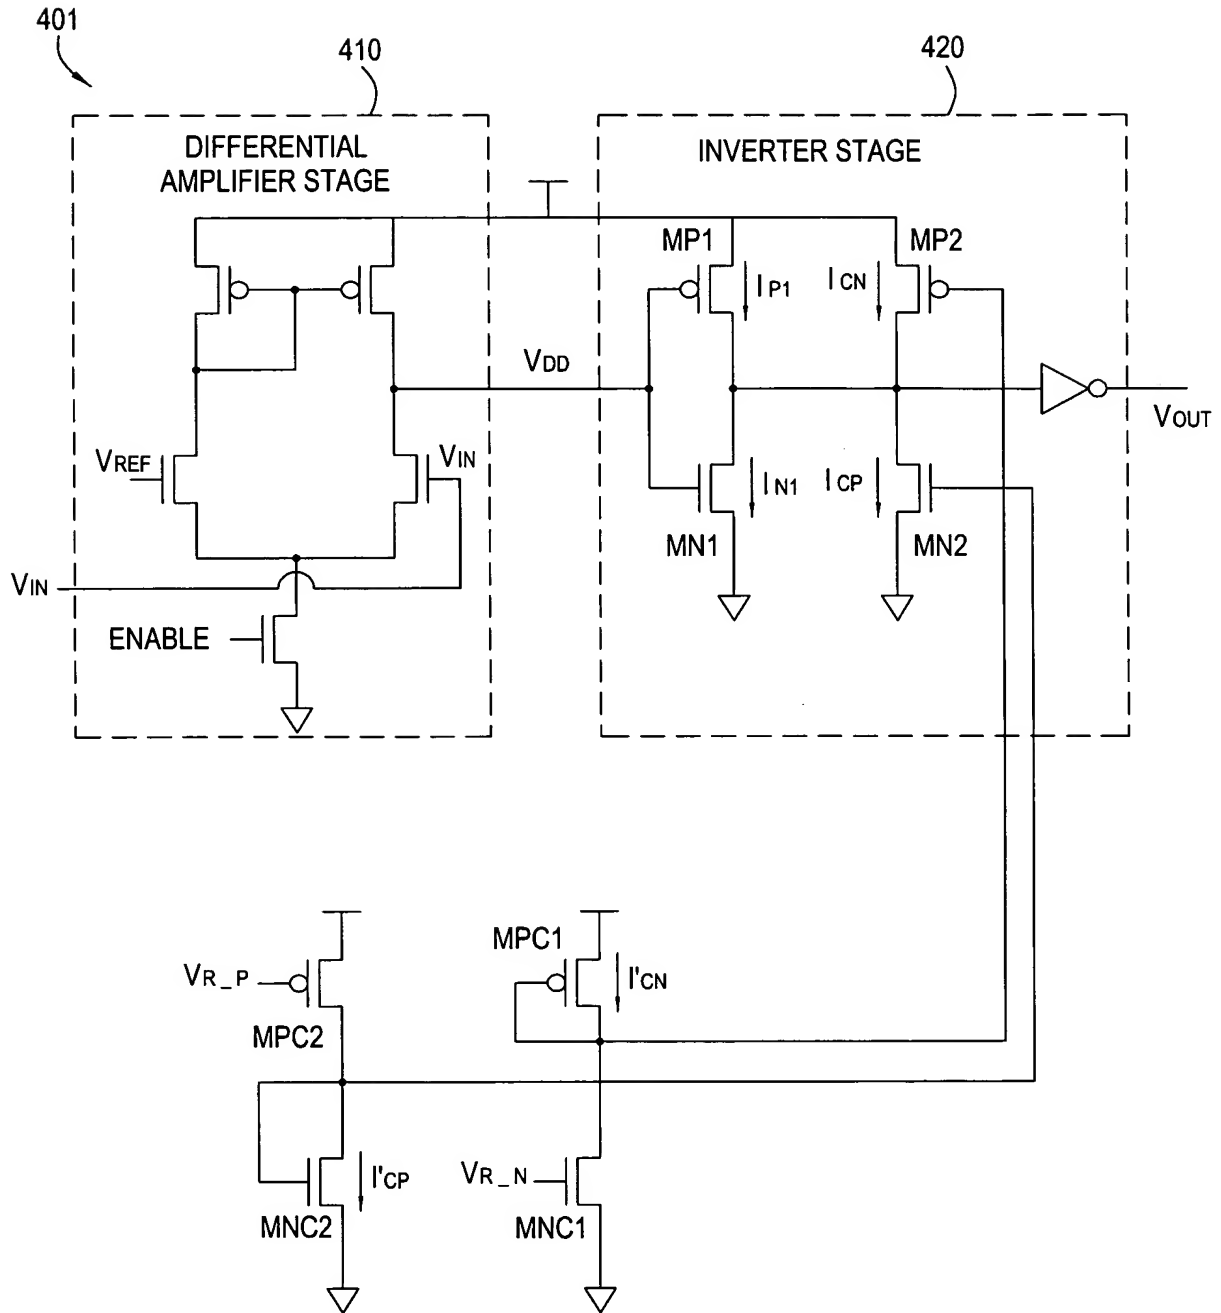 401
410
420
DIFFERENTIAL
AMPLIFIER STAGE
INVERTER STAGE
MP1
MP2
IP1
ICN
VDD
VREF
VIN
VOUT
IN1
ICP
MN1
MN2
VIN
ENABLE
MPC1
VR_P
I'CN
MPC2
I'CP
VR_N
MNC2
MNC1